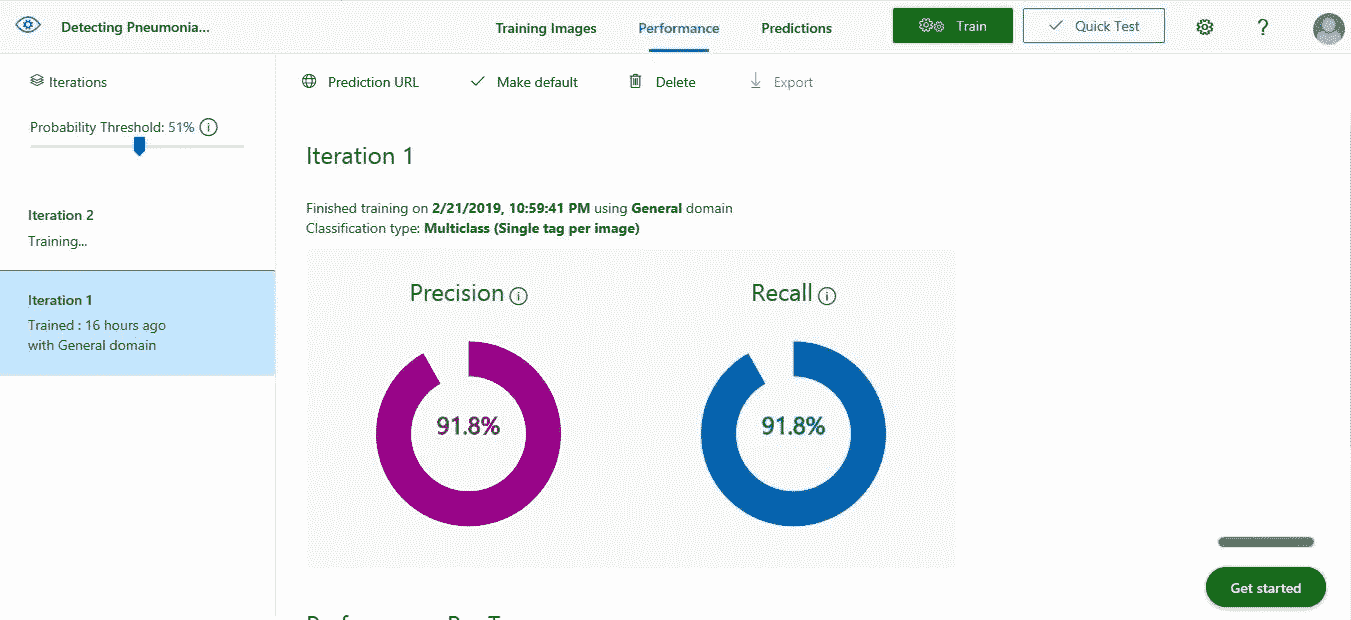 Detecting Pneumonia...
Training Images
Performance
Predictions
Train
Quick Test
?
Iterations
Prediction URL
Make default
Delete
Export
Probability Threshold: 51%
Iteration 1
Iteration 2
Finished training on 2/21/2019, 10:59:41 PM using General domain
Classification type: Multiclass (Single tag per image)
Training...
Precision
Recall
Iteration 1
Trained : 16 hours ago
with General domain
91.8%
91.8%
Get started